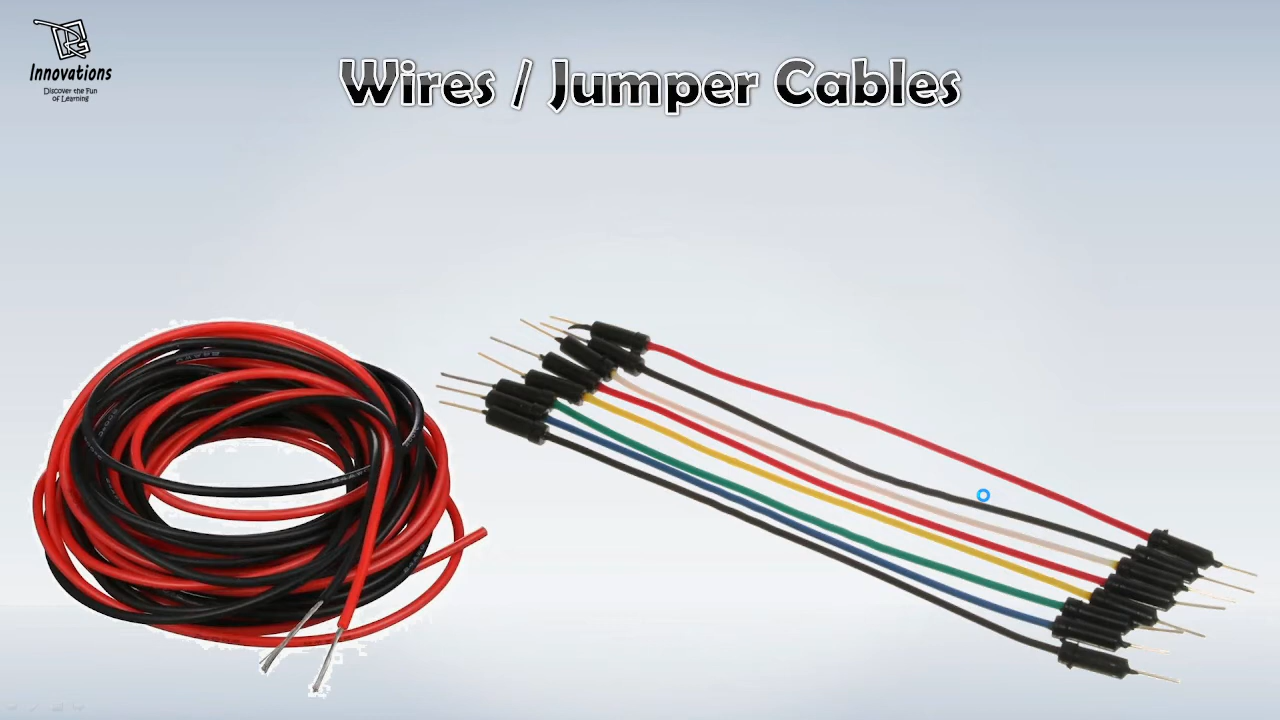 Innovations
Discover the Fun
of Learning
Wires / Jumper Cables